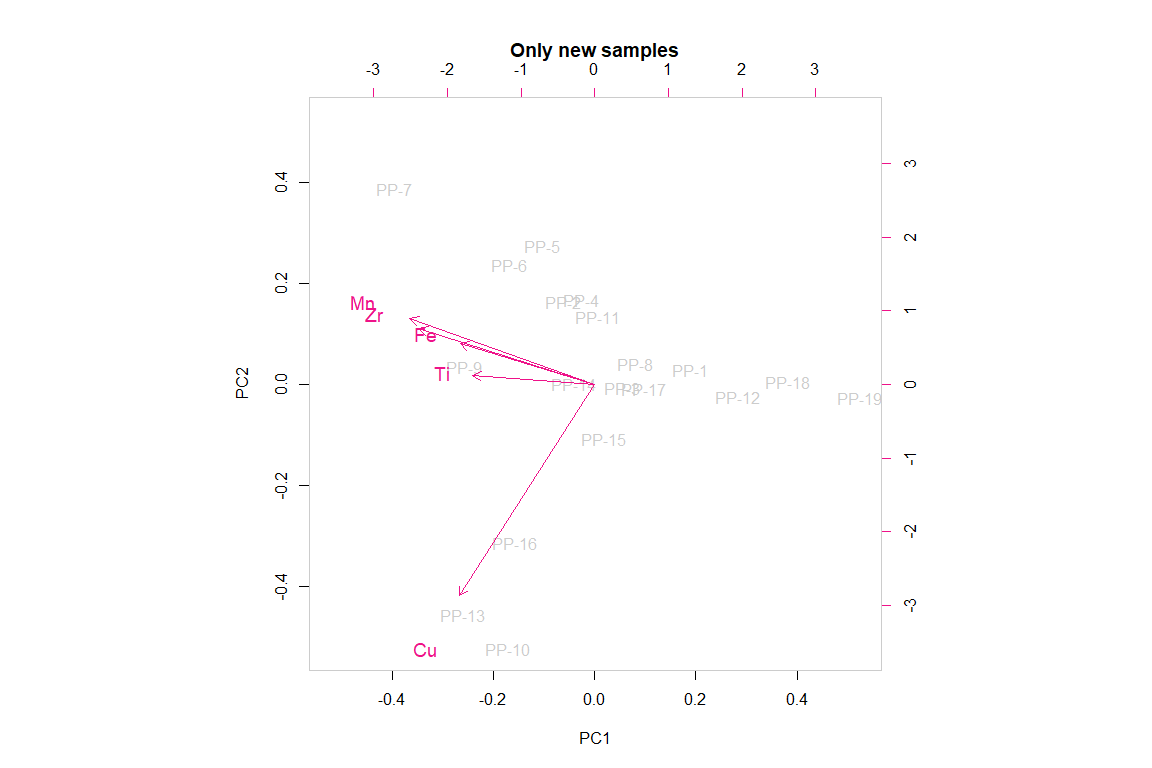 Only new samples
-3 -2 -1 0 1 2 3
PP-7
0.4
3
PP-5
2
PP-6
0.2
Mn
PP-2
PP-4
1
Zr
PP-11
Fe
PP-8
PP-9
PP-1
Ti
PP-18
0.0
0
PP-3
PP-17
PP-12
PP-19
PC2
PP-15
-1
-0.2
-2
PP-16
-0.4
-3
PP-13
Cu
PP-10
-0.4 -0.2 0.0 0.2 0.4
PC1